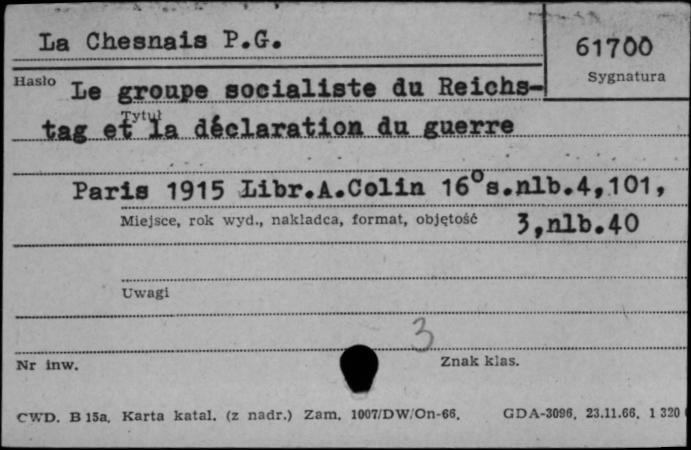 La Chesnais P.G.
61700
Hasło
Sygnatura
Le groupe socialiste du Reichs-
Tytuł
tag et la déclaration du guerre
Paris 1915 Libr.A.Colin 16°s.nlb.4,101,
Miejsce, rok wyd., nakładca, format, objętość
3,nlb.40
Uwagi
3
Nr inw.
Znak klas.
CWD. B 15a. Karta katal. (z nadr.) Zam. 1007/DW/On-66. GDA-3096. 23.11.66. 1 320